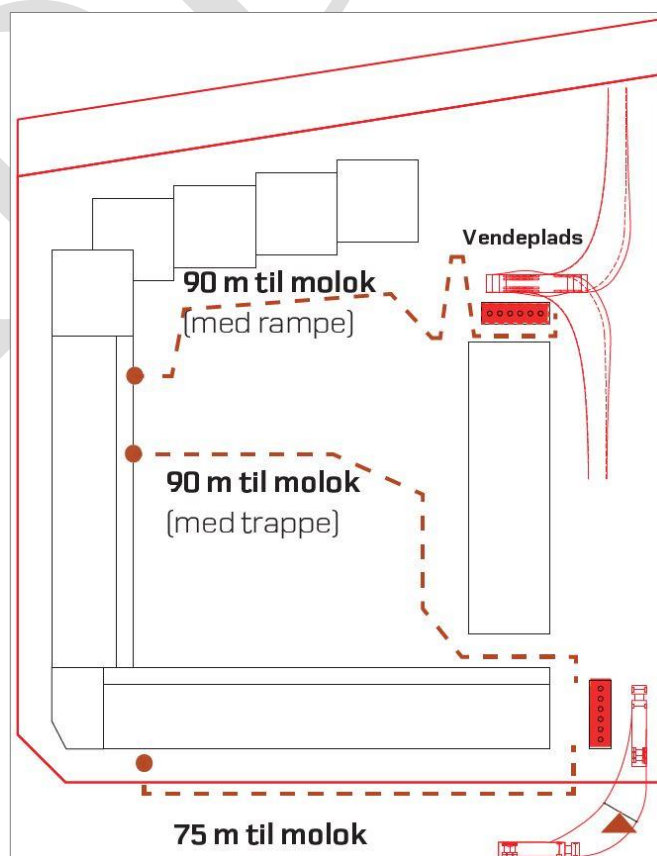 Vendeplads
90 m til molok
(med rampe)
90 m til molok
(med trappe)
75 m til molok